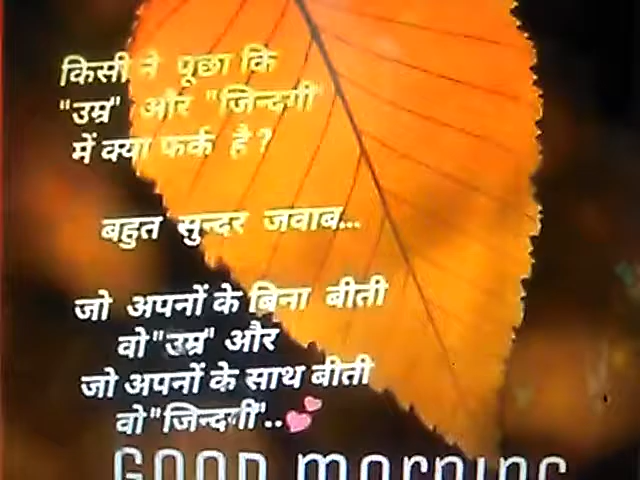 किसी ने पूछा कि
"उम्र" और "जिन्दगी"
में क्या फर्क है?
बहुत सुन्दर जवाब...
जो अपनों के बिना बीती
वो "उम्र" और
जो अपनों के साथ बीती
वो "जिन्दगी"..💕
GOOD morning